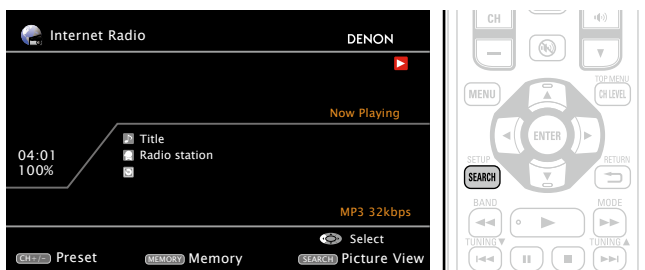 Internet Radio
DENON
Now Playing
04:01
100%
Title
Radio station
MP3 32kbps
Select
CH+/– Preset
MEMORY Memory
SEARCH Picture View
CH
TOP MENU
MENU
CH LEVEL
ENTER
SETUP
RETURN
SEARCH
BAND
MODE
TUNING▼
TUNING▲